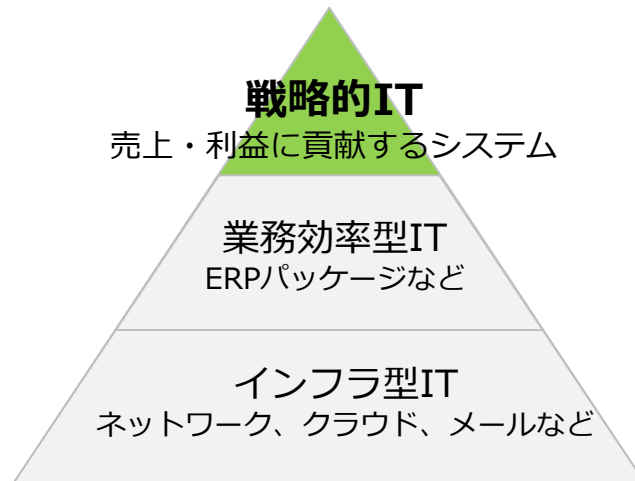 戦略的IT
売上・利益に貢献するシステム
業務効率型IT
ERPパッケージなど
インフラ型IT
ネットワーク、クラウド、メールなど